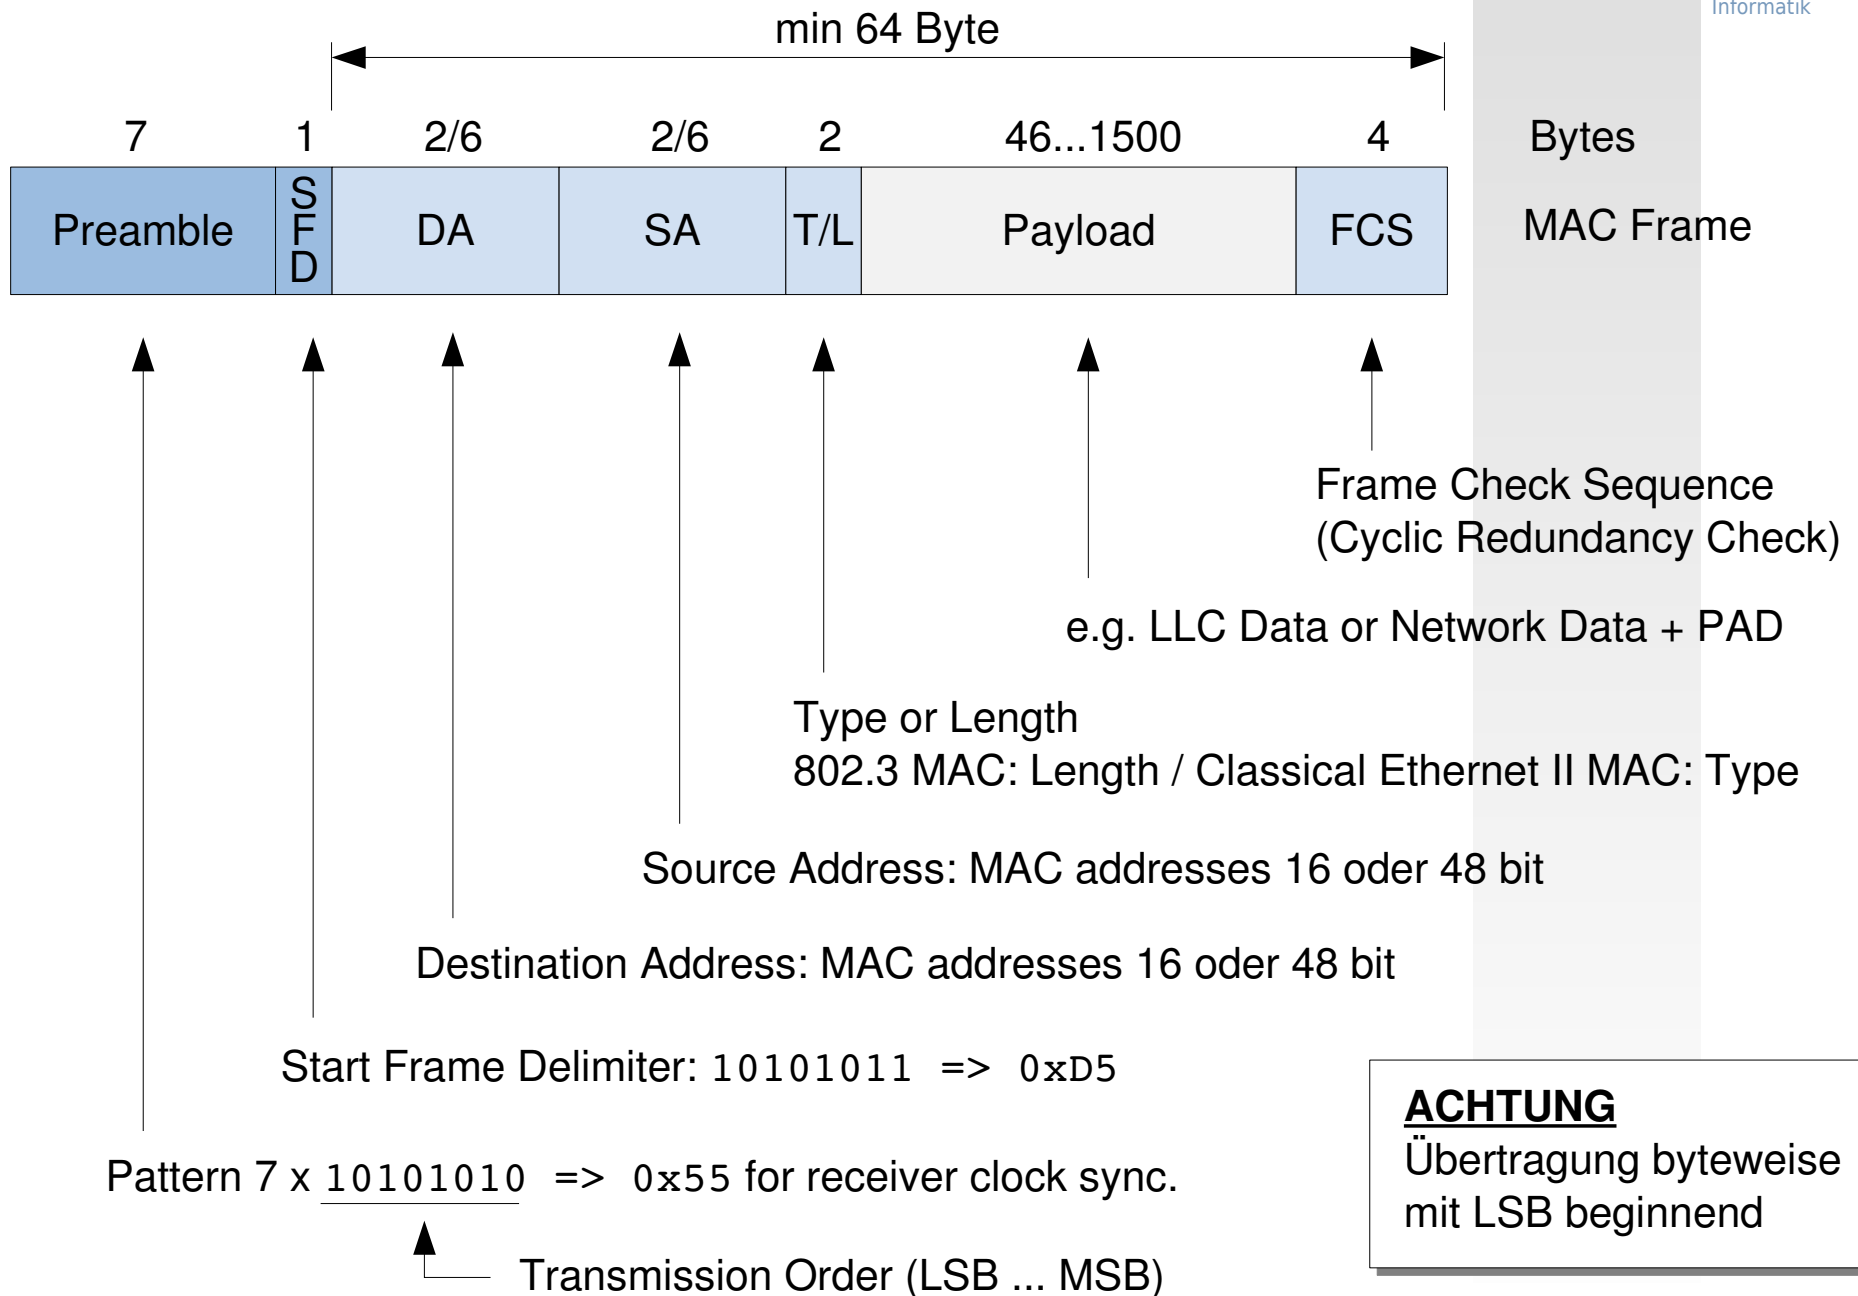 Informatik
min 64 Byte
7 1 2/6 2/6 2 46...1500 4 Bytes
Preamble SFD DA SA T/L Payload FCS MAC Frame
Frame Check Sequence
(Cyclic Redundancy Check)
e.g. LLC Data or Network Data + PAD
Type or Length
802.3 MAC: Length / Classical Ethernet II MAC: Type
Source Address: MAC addresses 16 oder 48 bit
Destination Address: MAC addresses 16 oder 48 bit
Start Frame Delimiter: 10101011 => 0xD5
Pattern 7 x 10101010 => 0x55 for receiver clock sync.
Transmission Order (LSB ... MSB)
ACHTUNG
Übertragung byteweise
mit LSB beginnend